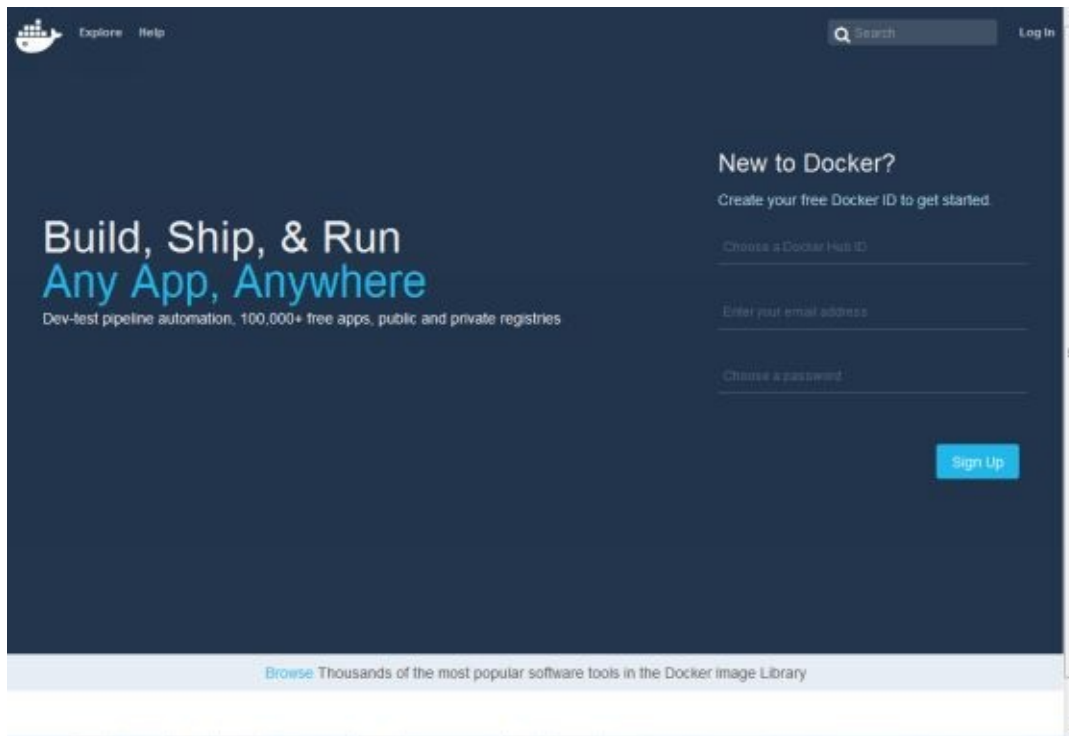 Explore Help
Search
Log In
New to Docker?
Create your free Docker ID to get started.
Build, Ship, & Run
Any App, Anywhere
Dev-test pipeline automation, 100,000+ free apps, public and private registries
Choose a Docker Hub ID
Enter your email address
Choose a password
Sign Up
Browse Thousands of the most popular software tools in the Docker Image Library